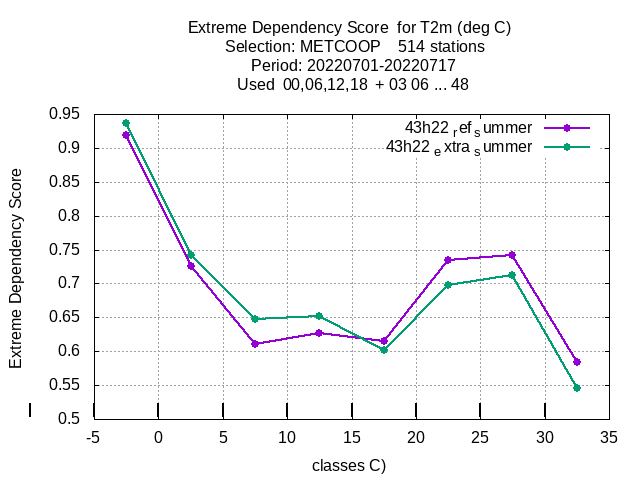 Extreme Dependency Score  for T2m (deg C)
Selection: METCOOP    514 stations
Period: 20220701-20220717
Used  00,06,12,18  + 03 06 ... 48
43h22 ref summer
43h22 extra summer
Extreme Dependency Score
0.95
0.9
0.85
0.8
0.75
0.7
0.65
0.6
0.55
0.5
-5 0 5 10 15 20 25 30 35
classes C)